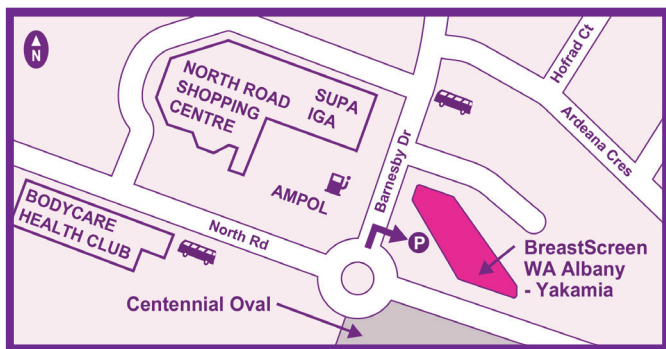 N
NORTH ROAD
SHOPPING
CENTRE
SUPA
IGA
Hofrad Ct
Ardeana Cres
Barnesby Dr
AMPOL
BODYCARE
HEALTH CLUB
North Rd
P
BreastScreen
WA Albany
- Yakamia
Centennial Oval